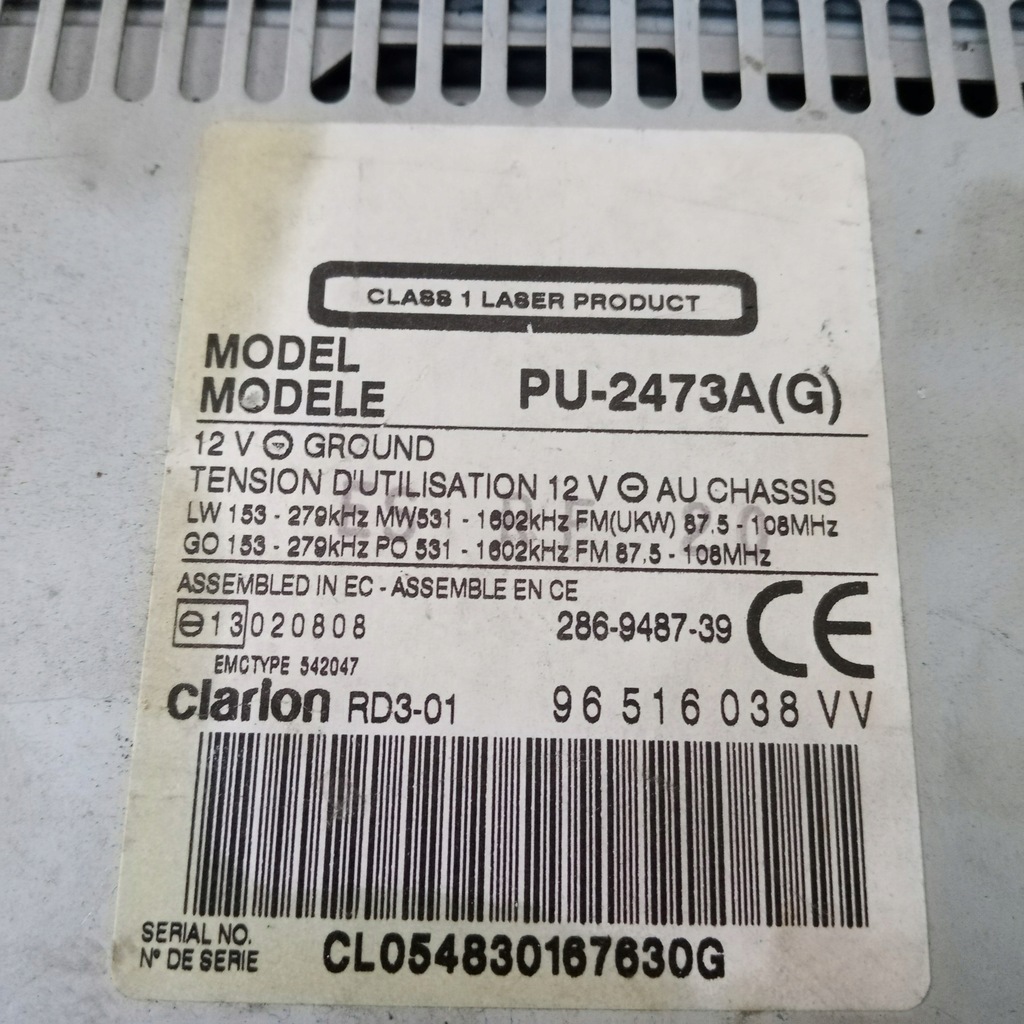 CLASS 1 LASER PRODUCT
MODEL
MODELE PU-2473A(G)
12 V ⊖ GROUND
TENSION D'UTILISATION 12 V ⊖ AU CHASSIS
LW 153 - 279kHz MW531 - 1602kHz FM(UKW) 87.5 - 108MHz
GO 153 - 279kHz PO 531 - 1602kHz FM 87.5 - 108MHz
ASSEMBLED IN EC - ASSEMBLE EN CE
⊖13020808 286-9487-39 CE
EMCTYPE 542047
Clarion RD3-01 96 516 038 VV
SERIAL NO.
N° DE SERIE CL054830167630G